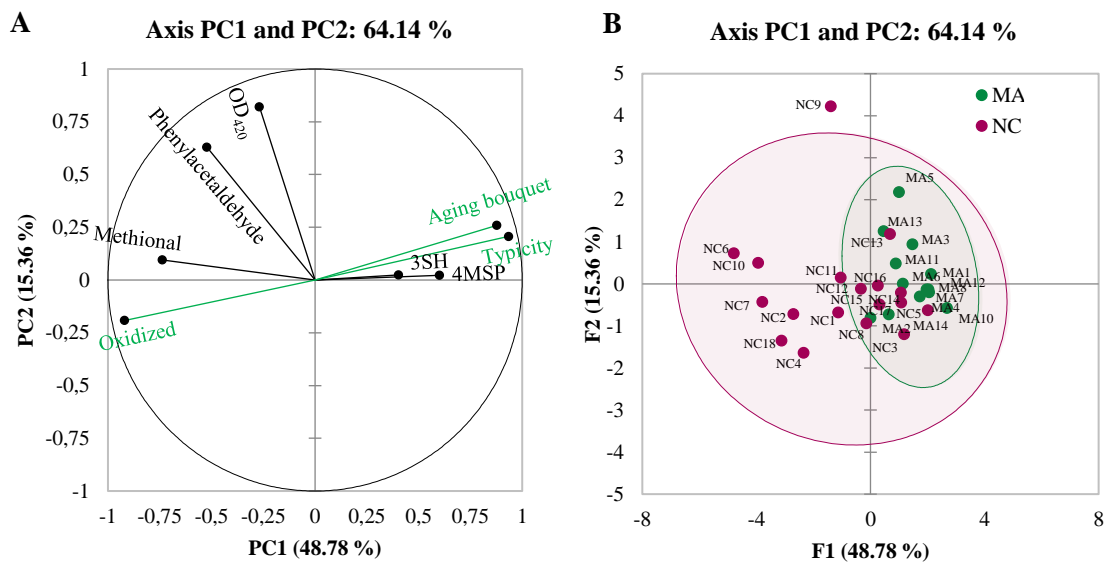 A
Axis PC1 and PC2: 64.14 %
1
0,75
0,5
0,25
0
-0,25
-0,5
-0,75
-1
PC2 (15.36 %)
OD420
Phenylacetaldehyde
Methional
Aging bouquet
Typicity
3SH
4MSP
Oxidized
-1
-0,75
-0,5
-0,25
0
0,25
0,5
0,75
1
PC1 (48.78 %)
B
Axis PC1 and PC2: 64.14 %
MA
NC
5
4
3
2
1
0
-1
-2
-3
-4
-5
F2 (15.36 %)
NC9
MA5
MA13
NC13
MA3
NC6
NC10
MA11
NC11
NC16
MA6
MA1
MA12
NC12
MA8
NC7
NC15
NC14
MA7
NC2
NC1
NC17
NC5
MA4
MA10
NC8
MA2
MA14
NC18
NC3
NC4
-8
-4
0
4
8
F1 (48.78 %)